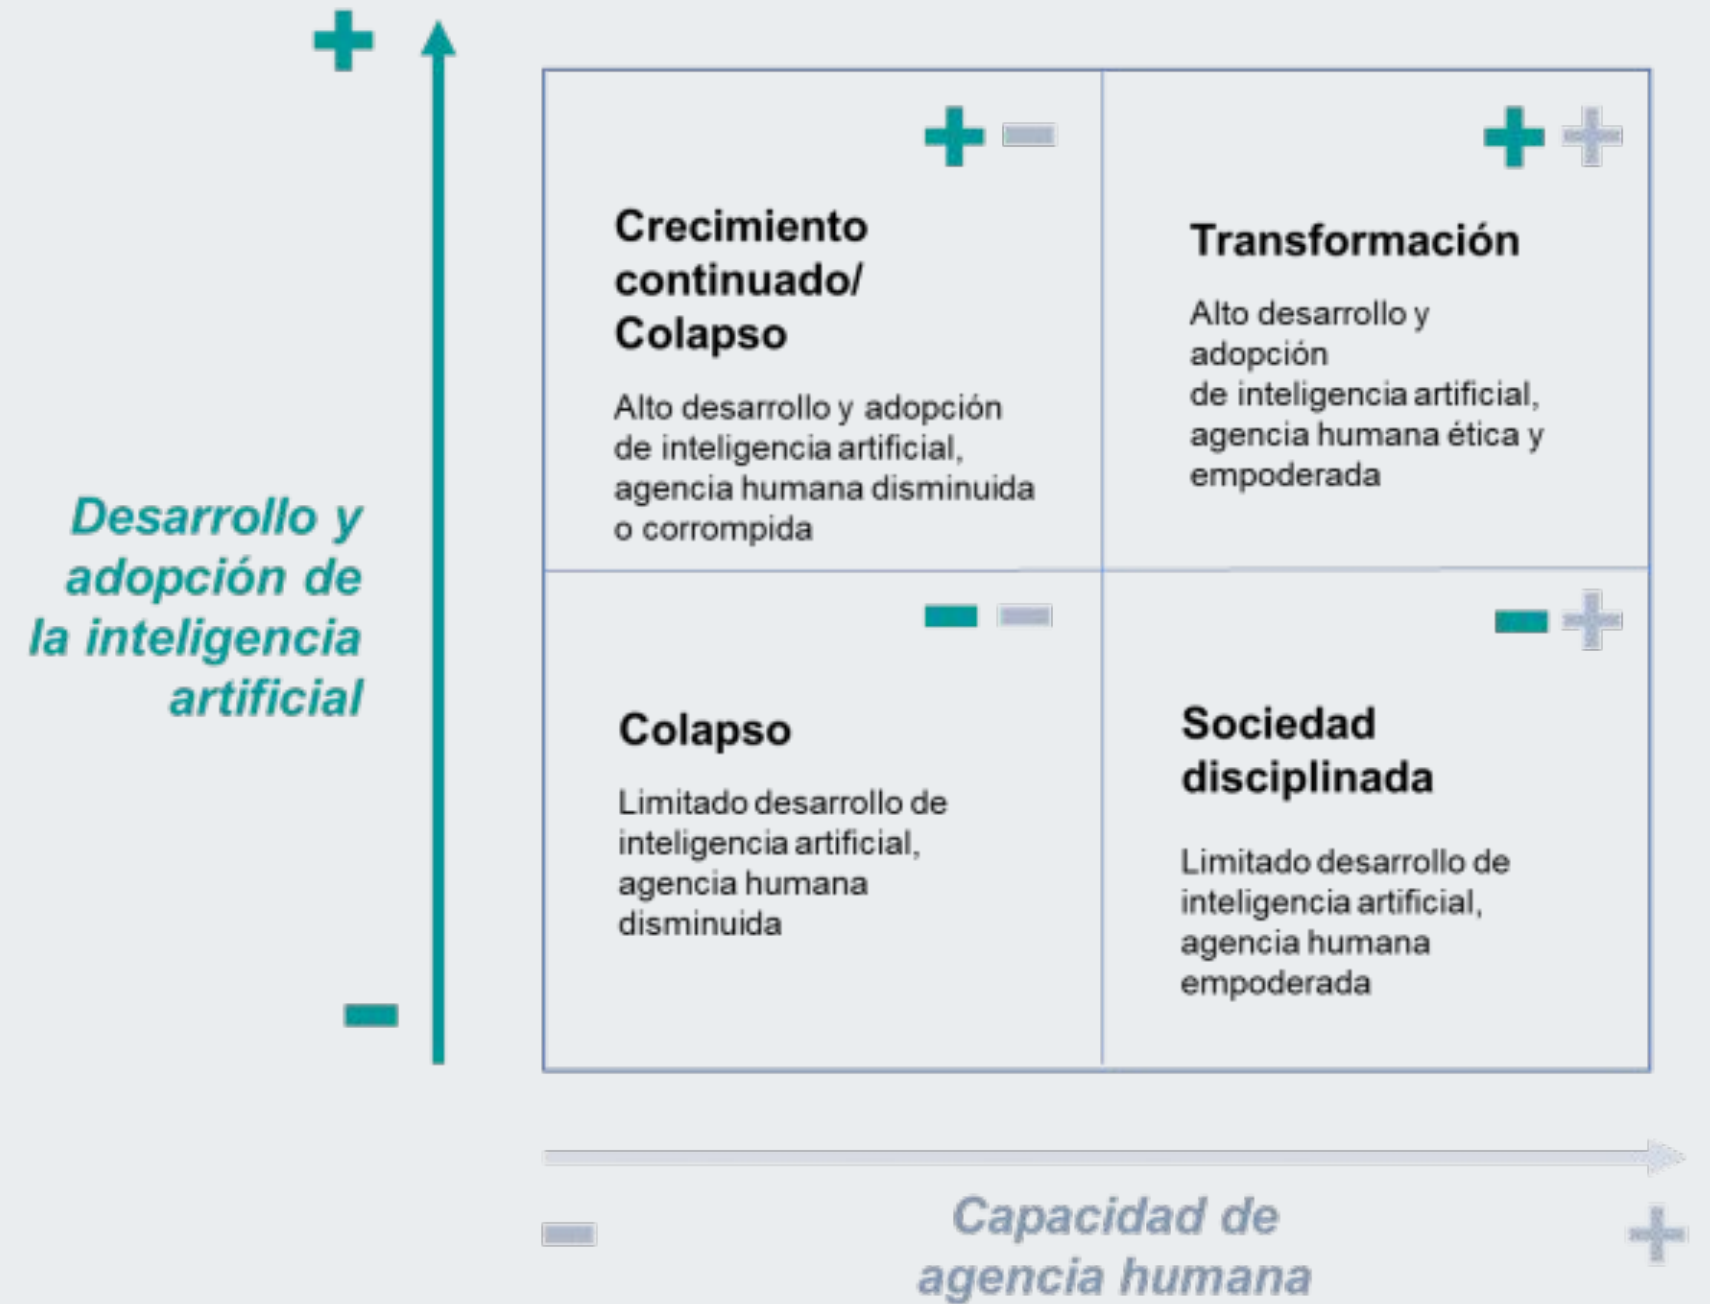 Desarrollo y
adopción de
la inteligencia
artificial
Crecimiento
continuado/
Colapso
Alto desarrollo y adopción
de inteligencia artificial,
agencia humana disminuida
o corrompida
Transformación
Alto desarrollo y
adopción
de inteligencia artificial,
agencia humana ética y
empoderada
Colapso
Limitado desarrollo de
inteligencia artificial,
agencia humana
disminuida
Sociedad
disciplinada
Limitado desarrollo de
inteligencia artificial,
agencia humana
empoderada
Capacidad de
agencia humana